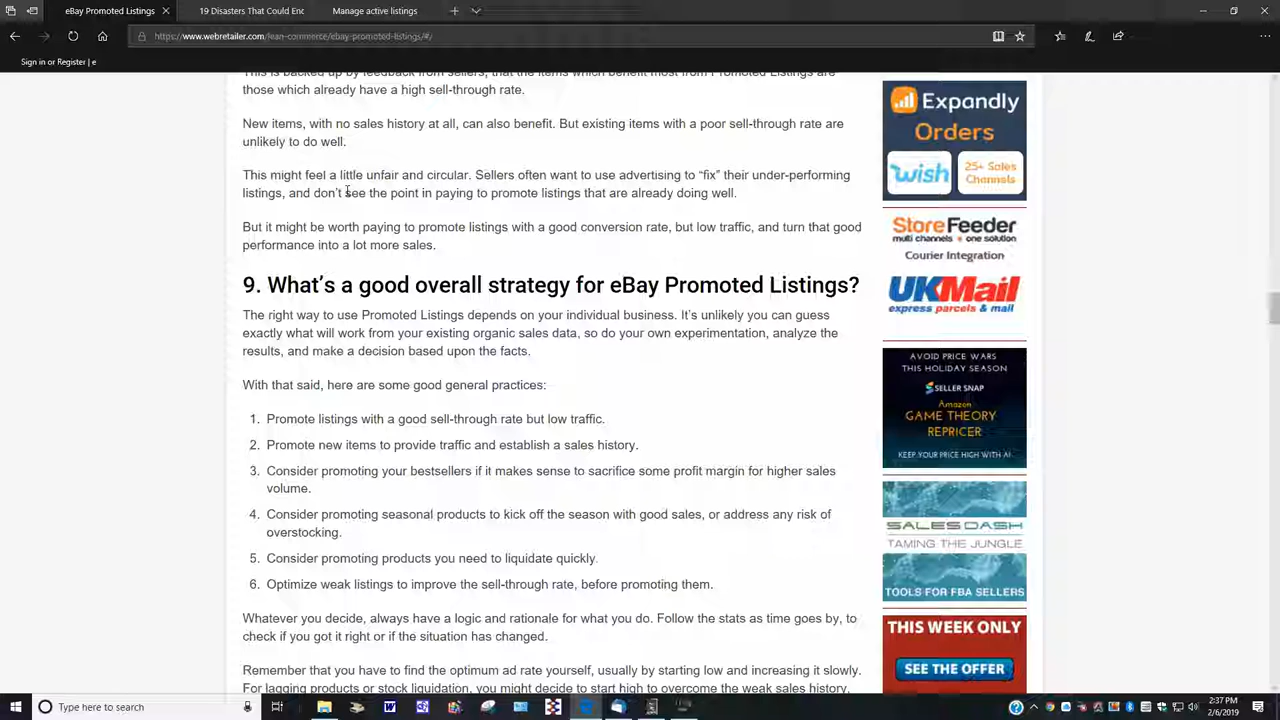 eBay Promoted Listings
19 Disasters That Could Enc
Manage active listings
https://www.webretailer.com/lean-commerce/ebay-promoted-listings/#/
Sign in or Register | e
This is backed up by feedback from sellers, that the items which benefit most from Promoted Listings are
those which already have a high sell-through rate.
New items, with no sales history at all, can also benefit. But existing items with a poor sell-through rate are
unlikely to do well.
This might feel a little unfair and circular. Sellers often want to use advertising to “fix” their under-performing
listings, and don’t see the point in paying to promote listings that are already doing well.
But it might be worth paying to promote listings with a good conversion rate, but low traffic, and turn that good
performance into a lot more sales.
9. What’s a good overall strategy for eBay Promoted Listings?
The right way to use Promoted Listings depends on your individual business. It’s unlikely you can guess
exactly what will work from your existing organic sales data, so do your own experimentation, analyze the
results, and make a decision based upon the facts.
With that said, here are some good general practices:
1. Promote listings with a good sell-through rate but low traffic.
2. Promote new items to provide traffic and establish a sales history.
3. Consider promoting your bestsellers if it makes sense to sacrifice some profit margin for higher sales
volume.
4. Consider promoting seasonal products to kick off the season with good sales, or address any risk of
overstocking.
5. Consider promoting products you need to liquidate quickly.
6. Optimize weak listings to improve the sell-through rate, before promoting them.
Whatever you decide, always have a logic and rationale for what you do. Follow the stats as time goes by, to
check if you got it right or if the situation has changed.
Remember that you have to find the optimum ad rate yourself, usually by starting low and increasing it slowly.
For lagging products or stock liquidation, you might decide to start high to overcome the weak sales history,
Expandly
Orders
wish
25+ Sales
Channels
StoreFeeder
multi channels • one solution
Courier Integration
UKMail
express parcels & mail
AVOID PRICE WARS
THIS HOLIDAY SEASON
SELLER SNAP
Amazon
GAME THEORY
REPRICER
KEEP YOUR PRICE HIGH WITH AI
SALES DASH
TAMING THE JUNGLE
TOOLS FOR FBA SELLERS
THIS WEEK ONLY
SEE THE OFFER
Type here to search
2:37 PM
2/6/2019